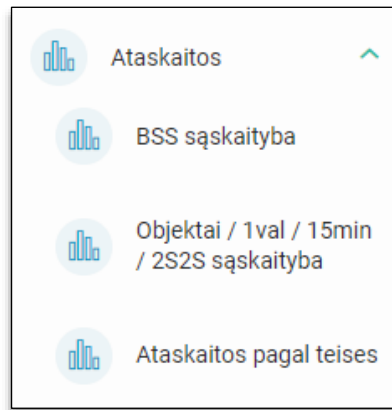 Ataskaitos
BSS sąskaityba
Objektai / 1val / 15min
/ 2S2S sąskaityba
Ataskaitos pagal teises